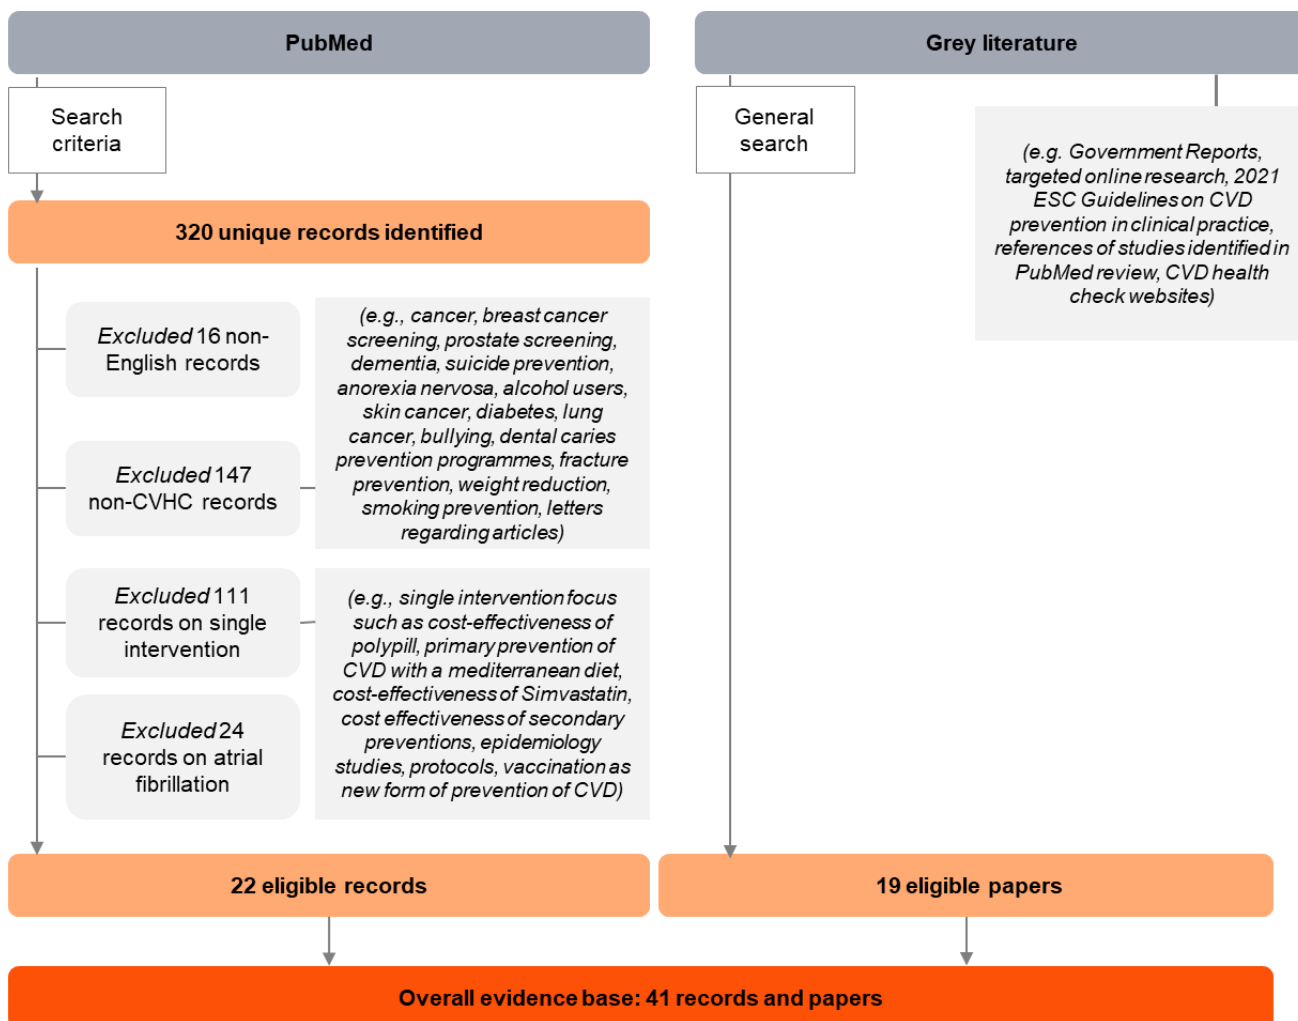 PubMed
Search
criteria
320 unique records identified
Excluded 16 non-
English records
Excluded 147
non-CVHC records
(e.g., cancer, breast cancer
screening, prostate screening,
dementia, suicide prevention,
anorexia nervosa, alcohol users,
skin cancer, diabetes, lung
cancer, bullying, dental caries
prevention programmes, fracture
prevention, weight reduction,
smoking prevention, letters
regarding articles)
Excluded 111
records on single
intervention
Excluded 24
records on atrial
fibrillation
(e.g., single intervention focus
such as cost-effectiveness of
polypill, primary prevention of
CVD with a mediterranean diet,
cost-effectiveness of Simvastatin,
cost effectiveness of secondary
preventions, epidemiology
studies, protocols, vaccination as
new form of prevention of CVD)
22 eligible records
Grey literature
General
search
(e.g. Government Reports,
targeted online research, 2021
ESC Guidelines on CVD
prevention in clinical practice,
references of studies identified in
PubMed review, CVD health
check websites)
19 eligible papers
Overall evidence base: 41 records and papers